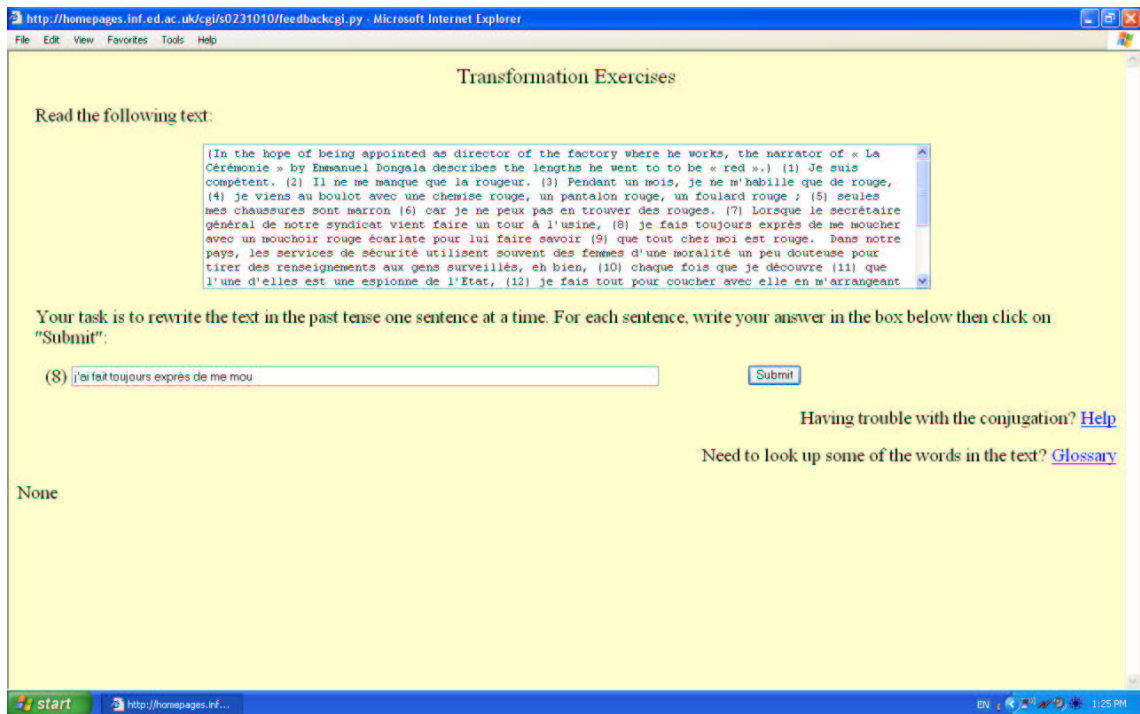 http://homepages.inf.ed.ac.uk/cgi/s0231010/feedbackcgi.py - Microsoft Internet Explorer
File Edit View Favorites Tools Help
Transformation Exercises
Read the following text:
(In the hope of being appointed as director of the factory where he works, the narrator of « La
Cérémonie » by Emmanuel Dongala describes the lengths he went to to be « red ».) (1) Je suis
compétent. (2) Il ne me manque que la rougeur. (3) Pendant un mois, je ne m'habille que de rouge,
(4) je viens au boulot avec une chemise rouge, un pantalon rouge, un foulard rouge ; (5) seules
mes chaussures sont marron (6) car je ne peux pas en trouver des rouges. (7) Lorsque le secrétaire
général de notre syndicat vient faire un tour à l'usine, (8) je fais toujours exprès de me moucher
avec un mouchoir rouge écarlate pour lui faire savoir (9) que tout chez moi est rouge. Dans notre
pays, les services de sécurité utilisent souvent des femmes d'une moralité un peu douteuse pour
tirer des renseignements aux gens surveillés, eh bien, (10) chaque fois que je découvre (11) que
l'une d'elles est une espionne de l'Etat, (12) je fais tout pour coucher avec elle en m'arrangeant
Your task is to rewrite the text in the past tense one sentence at a time. For each sentence, write your answer in the box below then click on
"Submit":
(8) j'ai fait toujours exprès de me mou Submit
Having trouble with the conjugation? Help
Need to look up some of the words in the text? Glossary
None
start http://homepages.inf... EN 1:25 PM